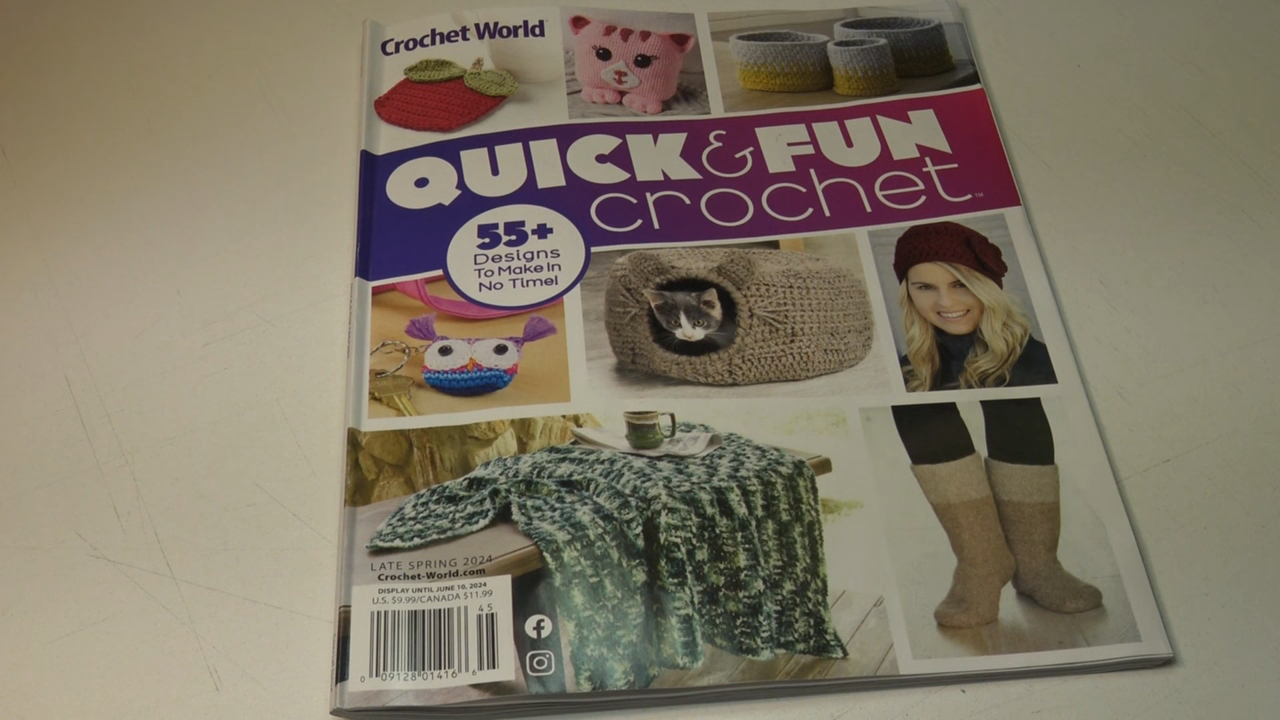 Crochet World
QUICK & FUN
crochet™
55+
Designs
To Make In
No Time!
LATE SPRING 2024
Crochet-World.com
DISPLAY UNTIL JUNE 10, 2024
U.S. $9.99/CANADA $11.99
45
0 09128 01416 6